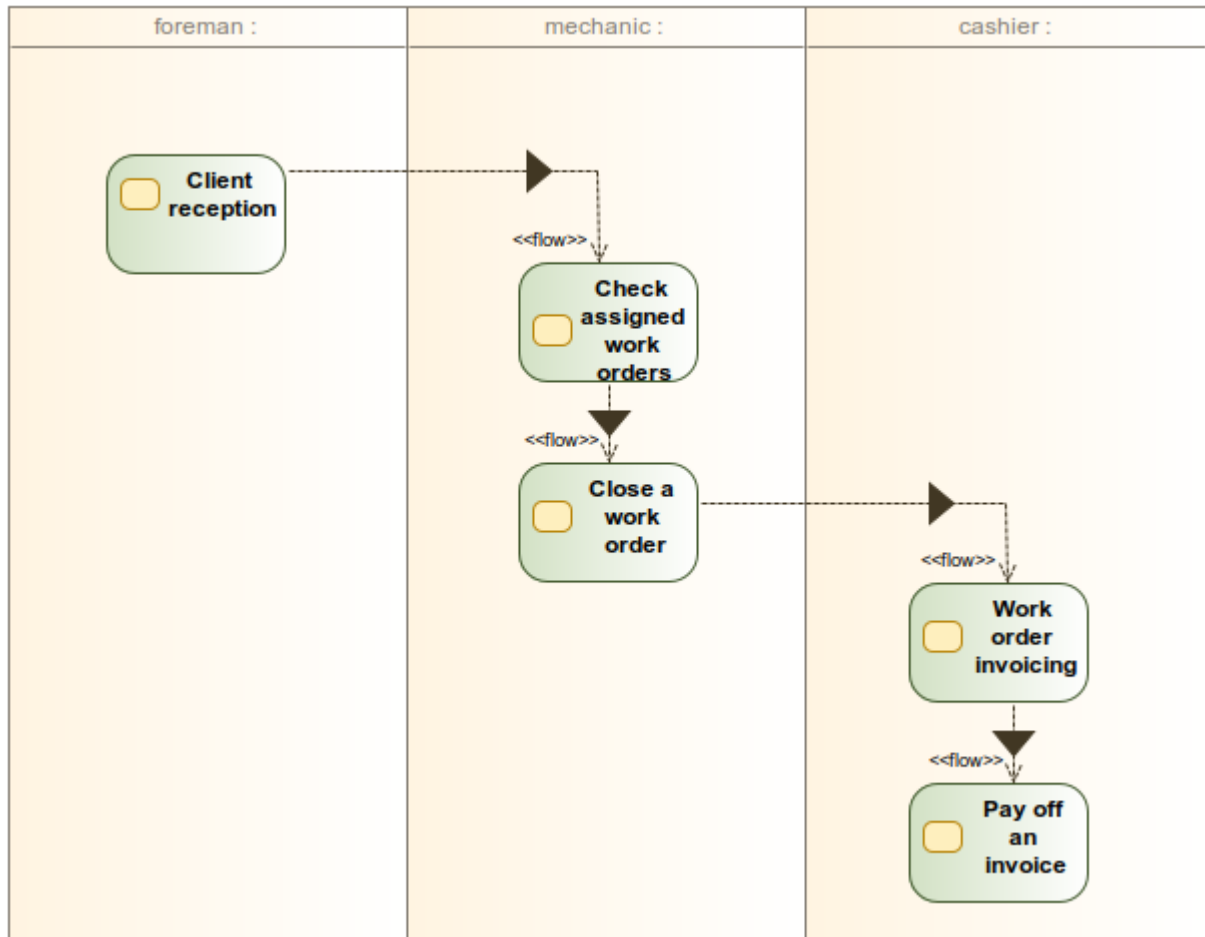 foreman :
mechanic :
cashier :
Client
reception
<<flow>>
Check
assigned
work
orders
<<flow>>
Close a
work
order
<<flow>>
Work
order
invoicing
<<flow>>
Pay off
an
invoice